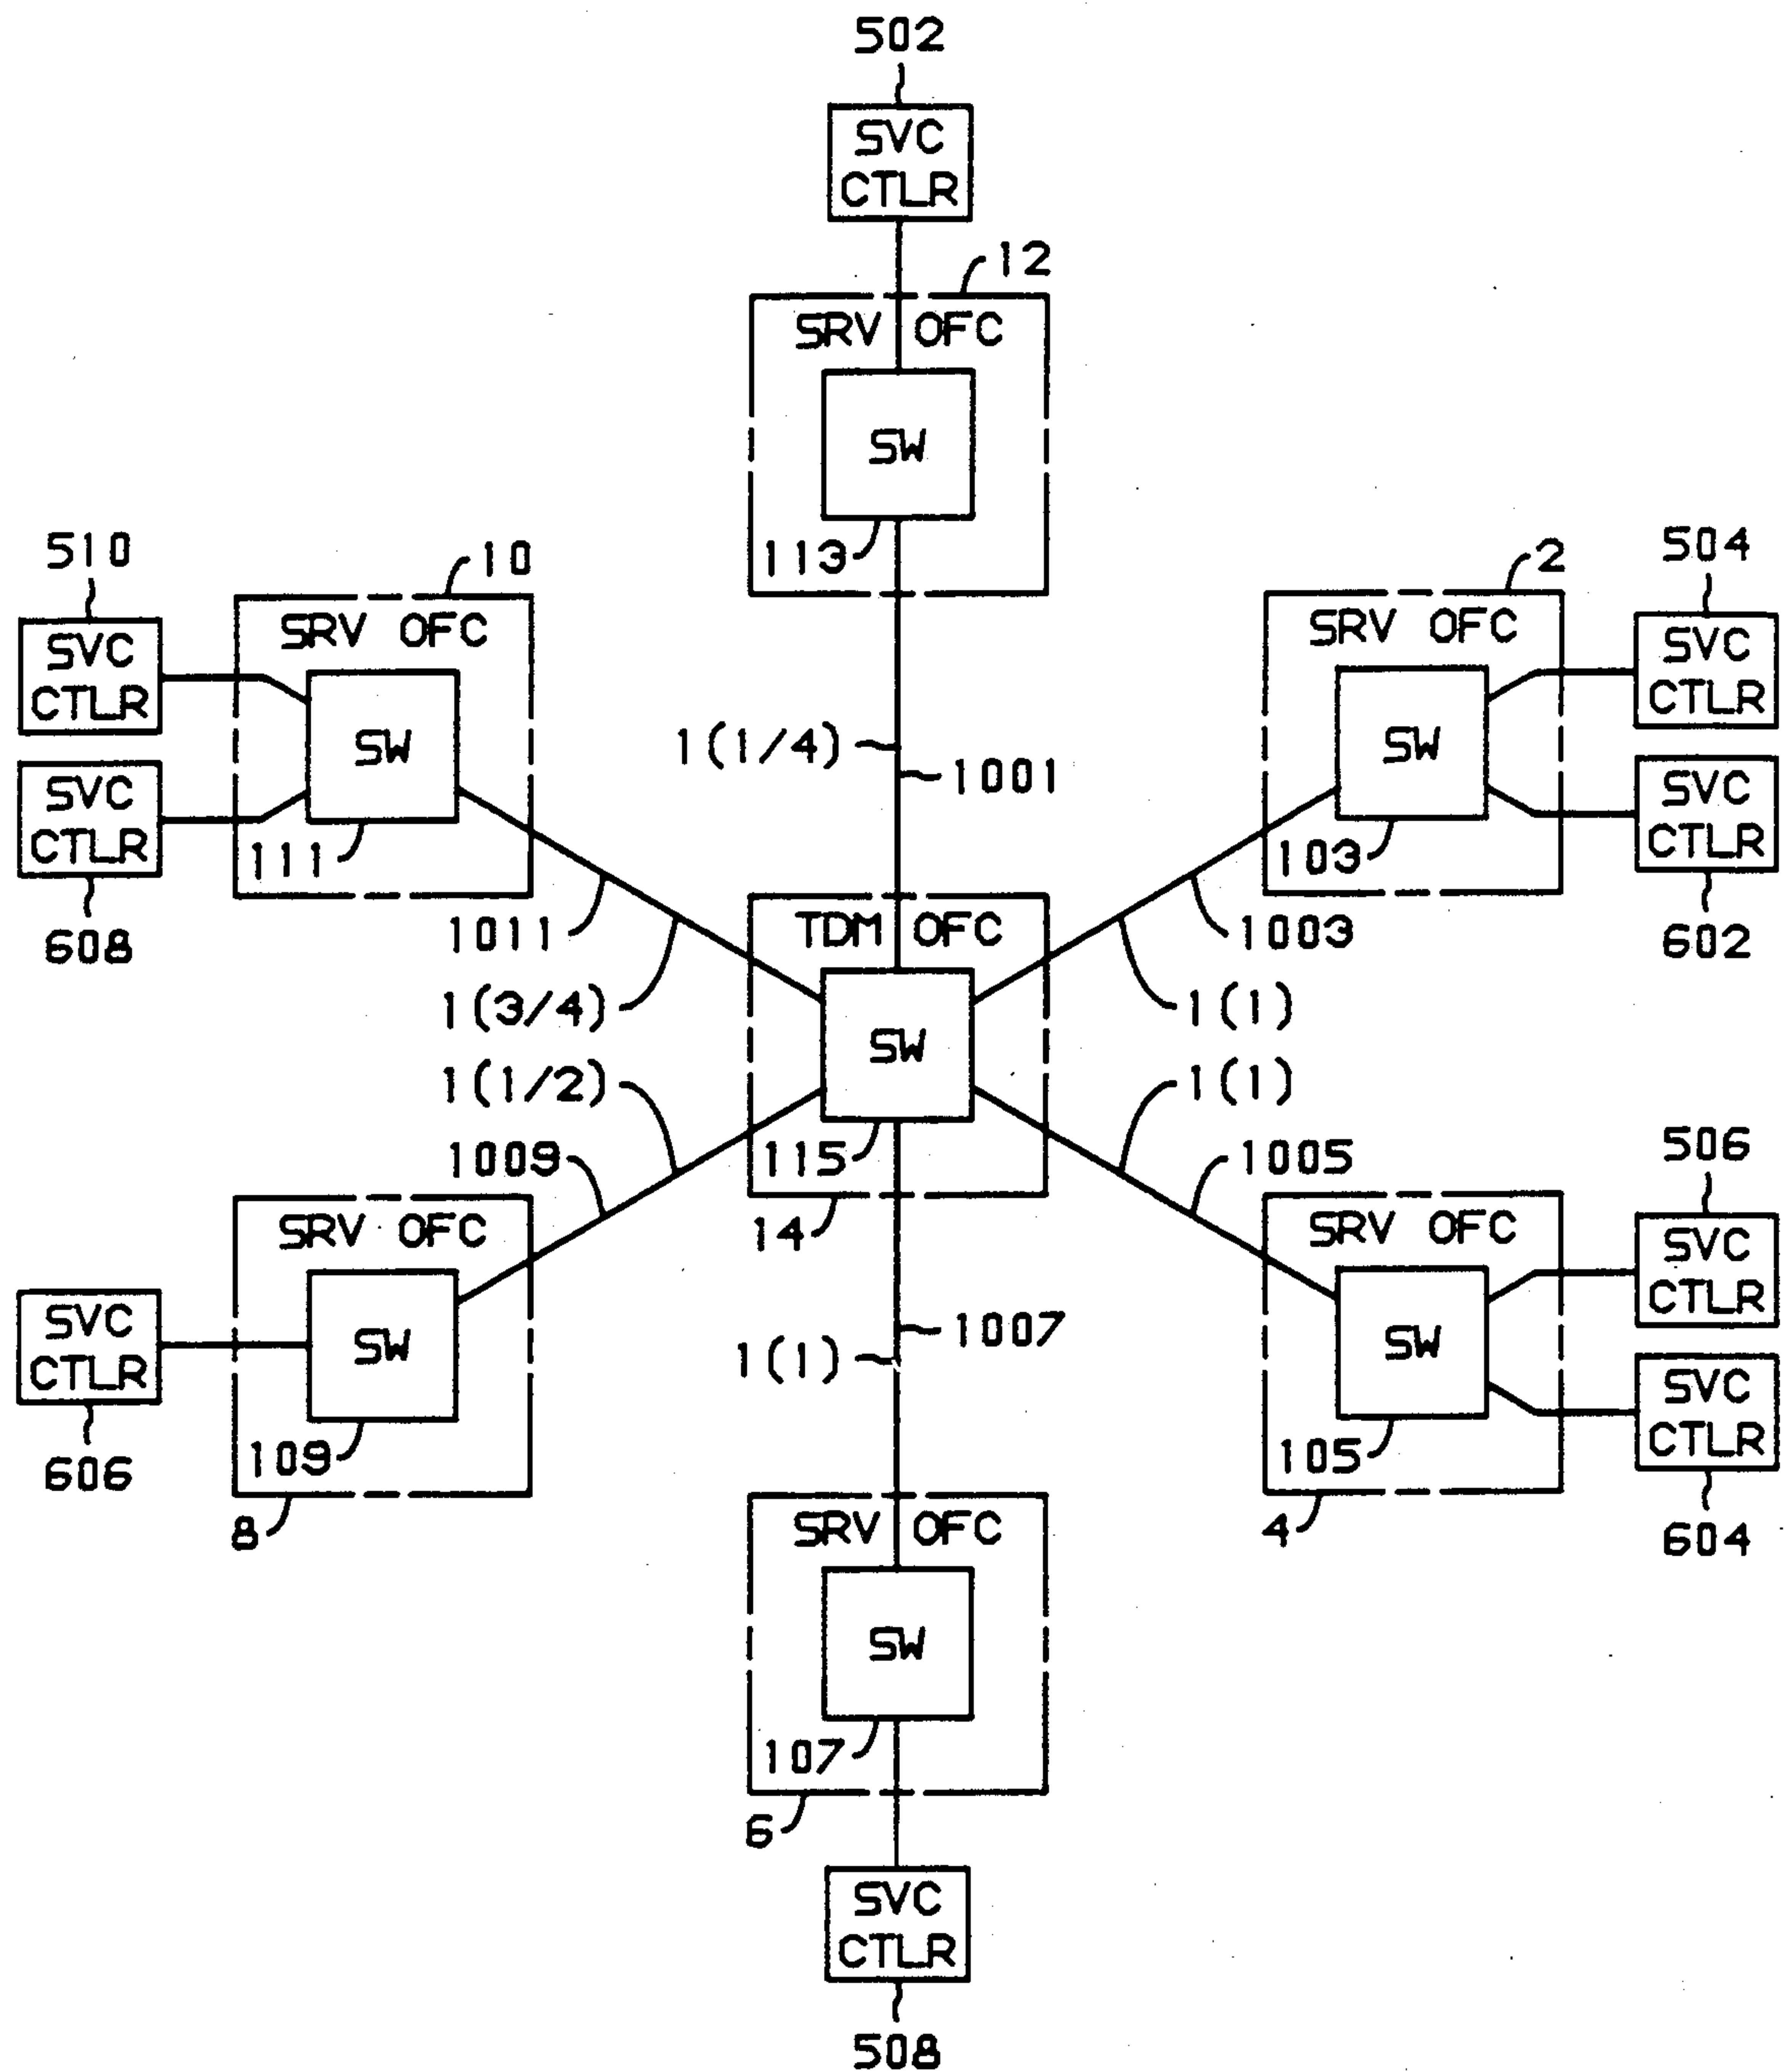 502
SVC
CTLR
12
SRV OFC
SW
113
510
10
504
2
SVC
CTLR
SRV OFC
SRV OFC
SVC
CTLR
SW
SW
SVC
CTLR
SVC
CTLR
111
103
608
602
1(1/4)
1001
1011
1003
TDM OFC
1(3/4)
1(1)
SW
1(1/2)
1(1)
1009
115
1005
14
506
SRV OFC
SRV OFC
SVC
CTLR
SVC
CTLR
SW
SW
SVC
CTLR
1007
1(1)
606
109
105
8
4
604
SRV OFC
SW
107
6
SVC
CTLR
508